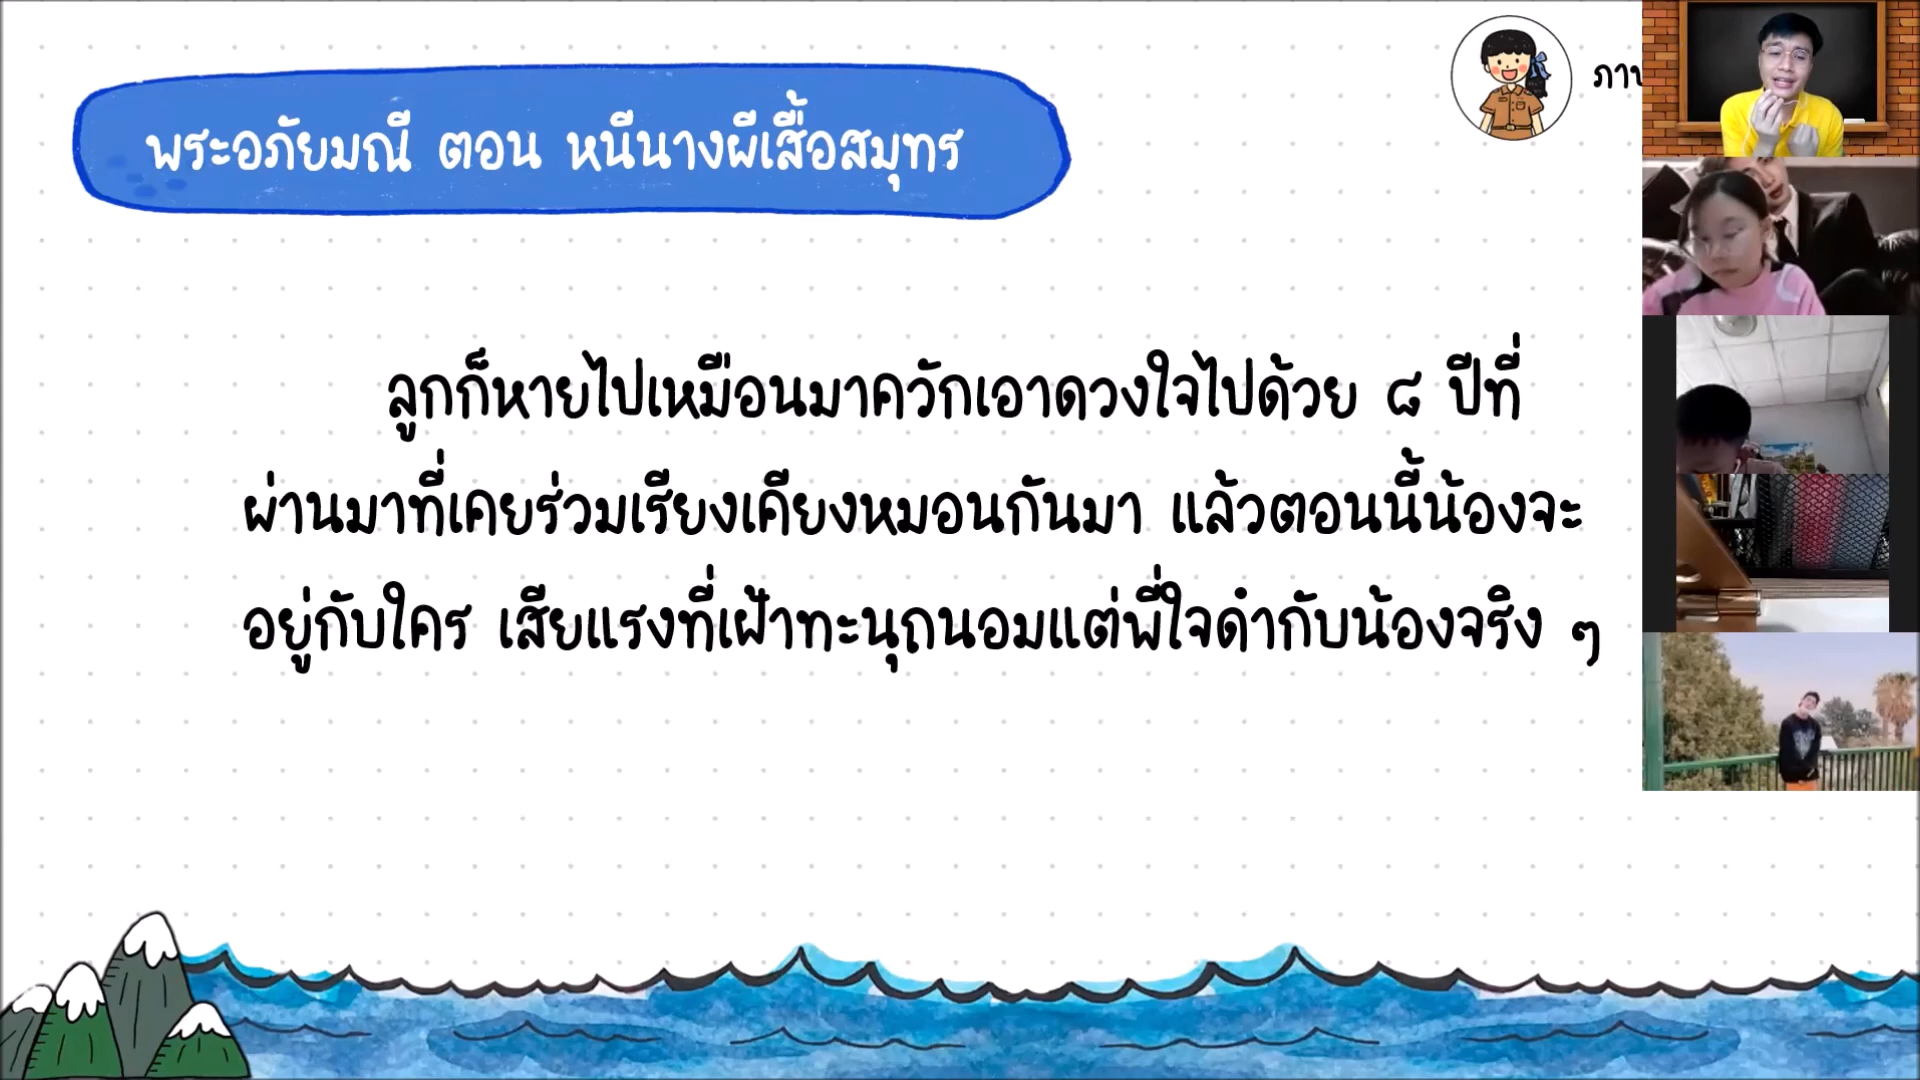 พระอภัยมณี ตอน หนีนางผีเสื้อสมุทร
ลูกก็หายไปเหมือนมาควักเอาดวงใจไปด้วย ๘ ปีที่
ผ่านมาที่เคยร่วมเรียงเคียงหมอนกันมา แล้วตอนนี้น้องจะ
อยู่กับใคร เสียแรงที่เฝ้าทะนุถนอมแต่พี่ใจดำกับน้องจริง ๆ